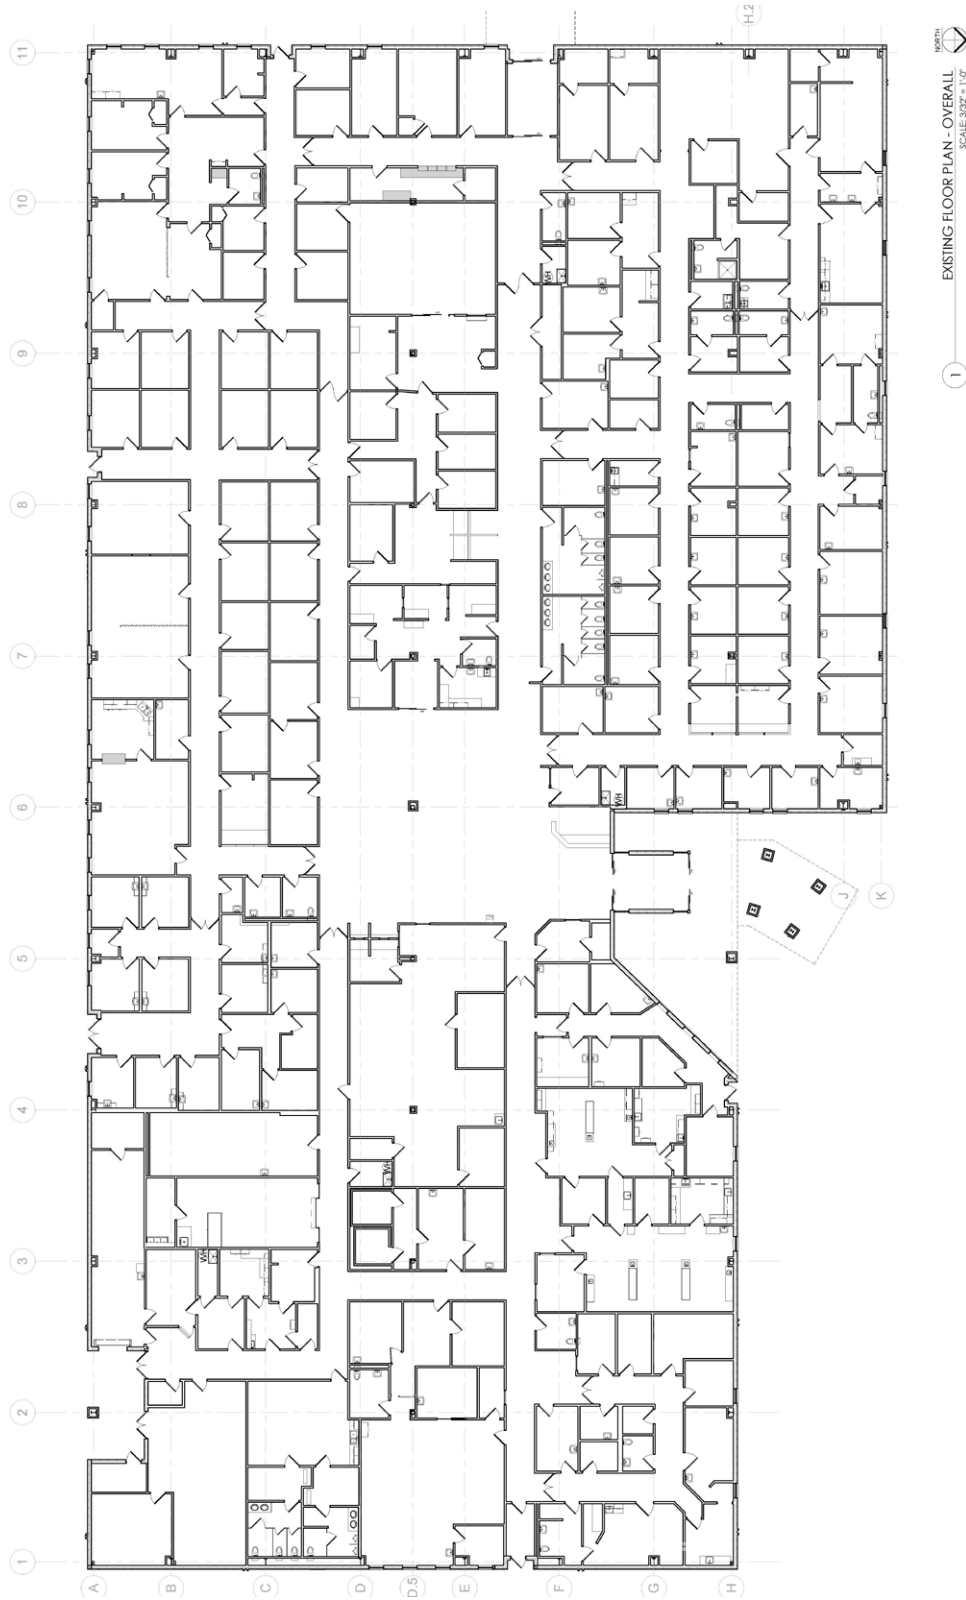 H.2
11
NORTH
10
9
8
7
6
5
4
3
2
1
WH
WH
WH
WH
J
K
A
B
C
D
D.5
E
F
G
H
1
EXISTING FLOOR PLAN - OVERALL
SCALE: 3/32" = 1'-0"